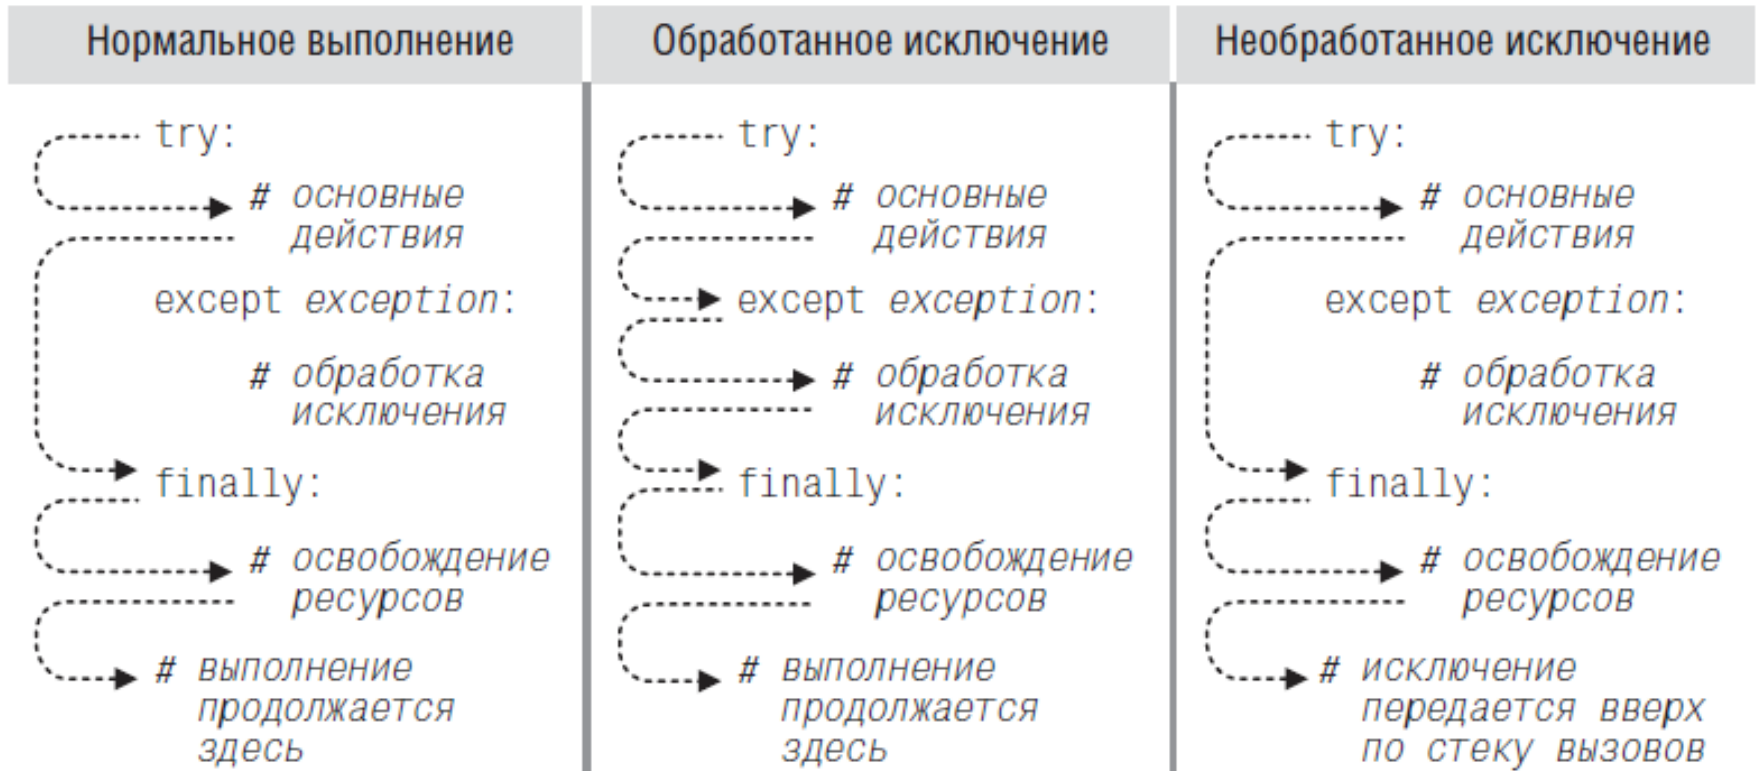 Нормальное выполнение
try:
# основные
действия
except exception:
# обработка
исключения
finally:
# освобождение
ресурсов
# выполнение
продолжается
здесь
Обработанное исключение
try:
# основные
действия
except exception:
# обработка
исключения
finally:
# освобождение
ресурсов
# выполнение
продолжается
здесь
Необработанное исключение
try:
# основные
действия
except exception:
# обработка
исключения
finally:
# освобождение
ресурсов
# исключение
передается вверх
по стеку вызовов